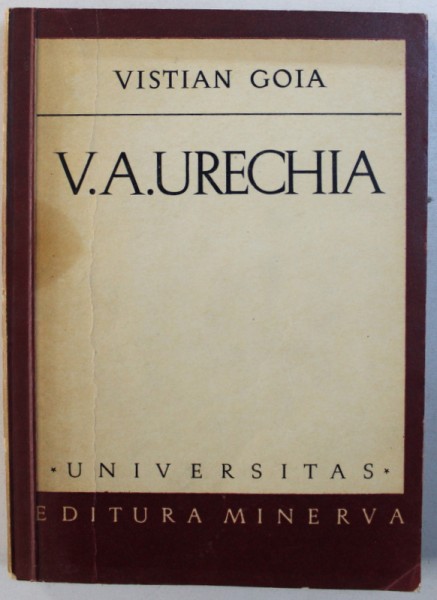 VISTIAN GOIA
V.A.URECHIA
* UNIVERSITAS *
EDITURA MINERVA